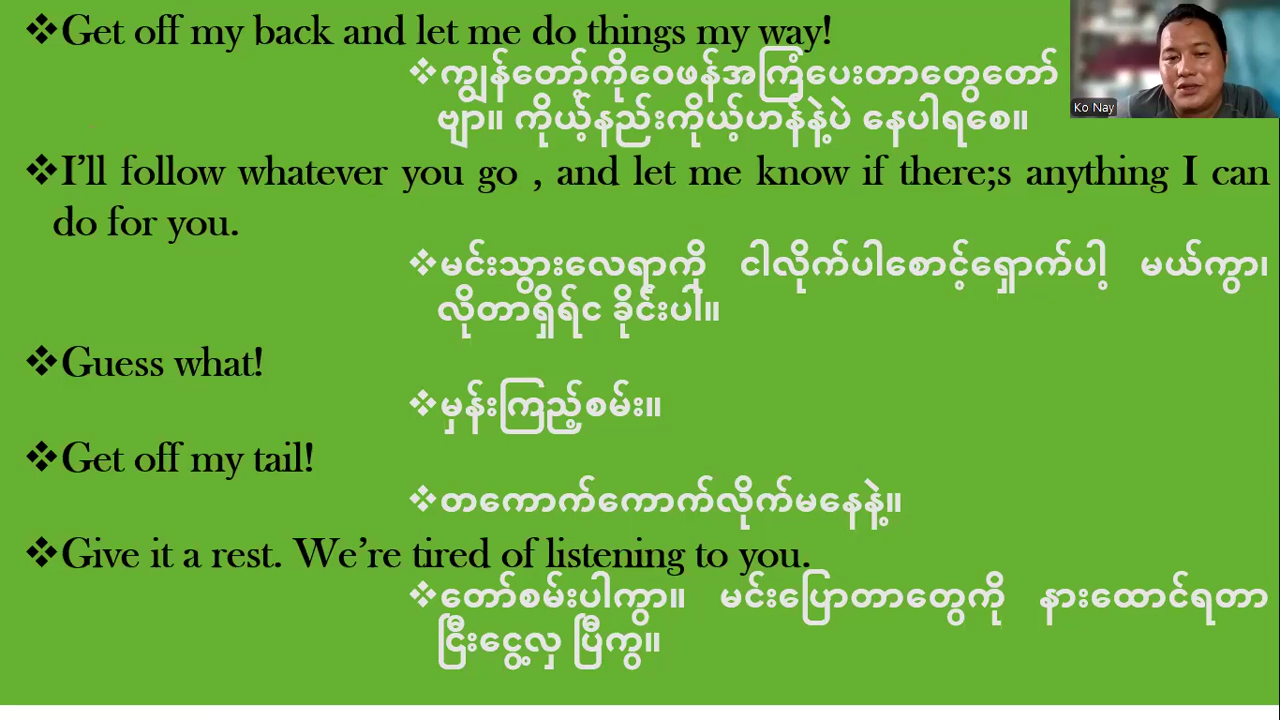 ❖Get off my back and let me do things my way!
❖ကျွန်တော့်ကိုဝေဖန်အကြံပေးတာတွေတော်
ဗျာ။ ကိုယ့်နည်းကိုယ့်ဟန်နဲ့ပဲ နေပါရစေ။
Ko Nay
❖I’ll follow whatever you go , and let me know if there;s anything I can
do for you.
❖မင်းသွားလေရာကို ငါလိုက်ပါစောင့်ရှောက်ပါ့ မယ်ကွာ၊
လိုတာရှိရ်င ခိုင်းပါ။
❖Guess what!
❖မှန်းကြည့်စမ်း။
❖Get off my tail!
❖တကောက်ကောက်လိုက်မနေနဲ့။
❖Give it a rest. We’re tired of listening to you.
❖တော်စမ်းပါကွာ။ မင်းပြောတာတွေကို နားထောင်ရတာ
ငြီးငွေ့လှ ပြီကွ။